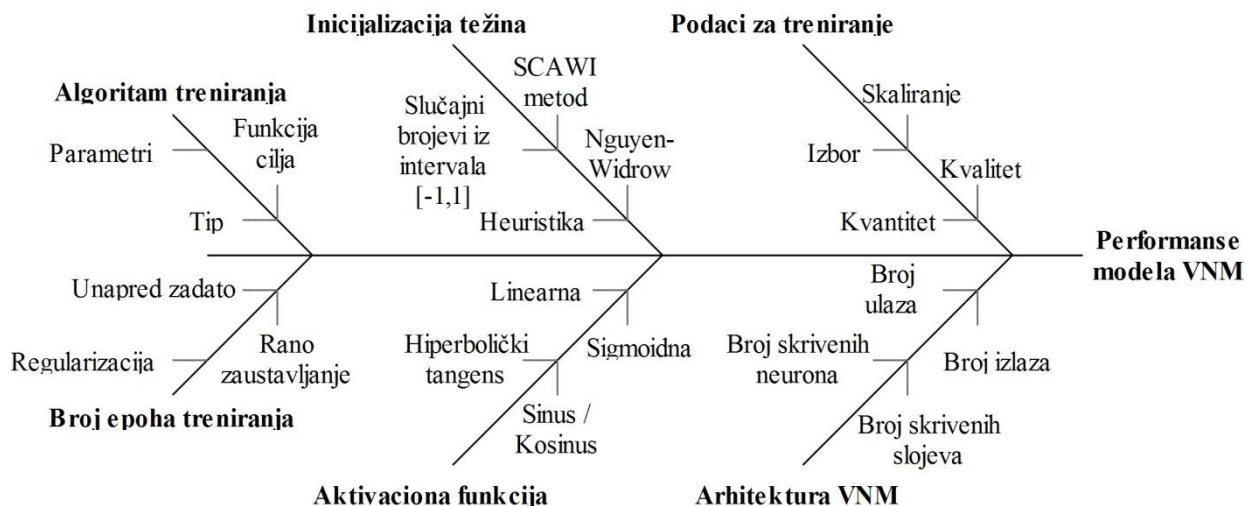 Inicijalizacija težina
Podaci za treniranje
SCAWI
metod
Algoritam treniranja
Skaliranje
Slučajni
brojevi iz
intervala
[-1,1]
Funkcija
cilja
Nguyen-
Widrow
Parametri
Izbor
Kvalitet
Tip
Heuristika
Kvantitet
Performanse
modela VNM
Unapred zadato
Linearna
Broj
ulaza
Regularizacija
Rano
zaustavljanje
Hiperbolički
tangens
Sigmoidna
Broj skrivenih
neurona
Broj izlaza
Broj epoha treniranja
Sinus /
Kosinus
Broj skrivenih
slojeva
Aktivaciona funkcija
Arhitektura VNM